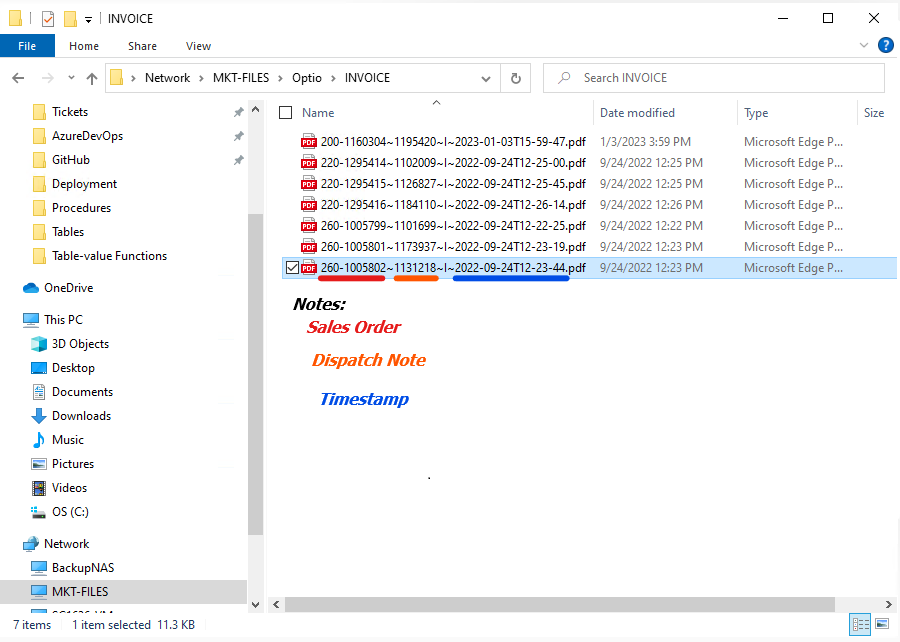 INVOICE
File Home Share View
Network MKT-FILES Optio INVOICE Search INVOICE
Tickets
AzureDevOps
GitHub
Deployment
Procedures
Tables
Table-value Functions
OneDrive
This PC
3D Objects
Desktop
Documents
Downloads
Music
Pictures
Videos
OS (C:)
Network
BackupNAS
MKT-FILES
Name Date modified Type Size
PDF 200-1160304~1195420~I~2023-01-03T15-59-47.pdf 1/3/2023 3:59 PM Microsoft Edge P...
PDF 220-1295414~1102009~I~2022-09-24T12-25-00.pdf 9/24/2022 12:25 PM Microsoft Edge P...
PDF 220-1295415~1126827~I~2022-09-24T12-25-45.pdf 9/24/2022 12:25 PM Microsoft Edge P...
PDF 220-1295416~1184110~I~2022-09-24T12-26-14.pdf 9/24/2022 12:26 PM Microsoft Edge P...
PDF 260-1005799~1101699~I~2022-09-24T12-22-25.pdf 9/24/2022 12:22 PM Microsoft Edge P...
PDF 260-1005801~1173937~I~2022-09-24T12-23-19.pdf 9/24/2022 12:23 PM Microsoft Edge P...
PDF 260-1005802~1131218~I~2022-09-24T12-23-44.pdf 9/24/2022 12:23 PM Microsoft Edge P...
Notes:
Sales Order
Dispatch Note
Timestamp
7 items 1 item selected 11.3 KB